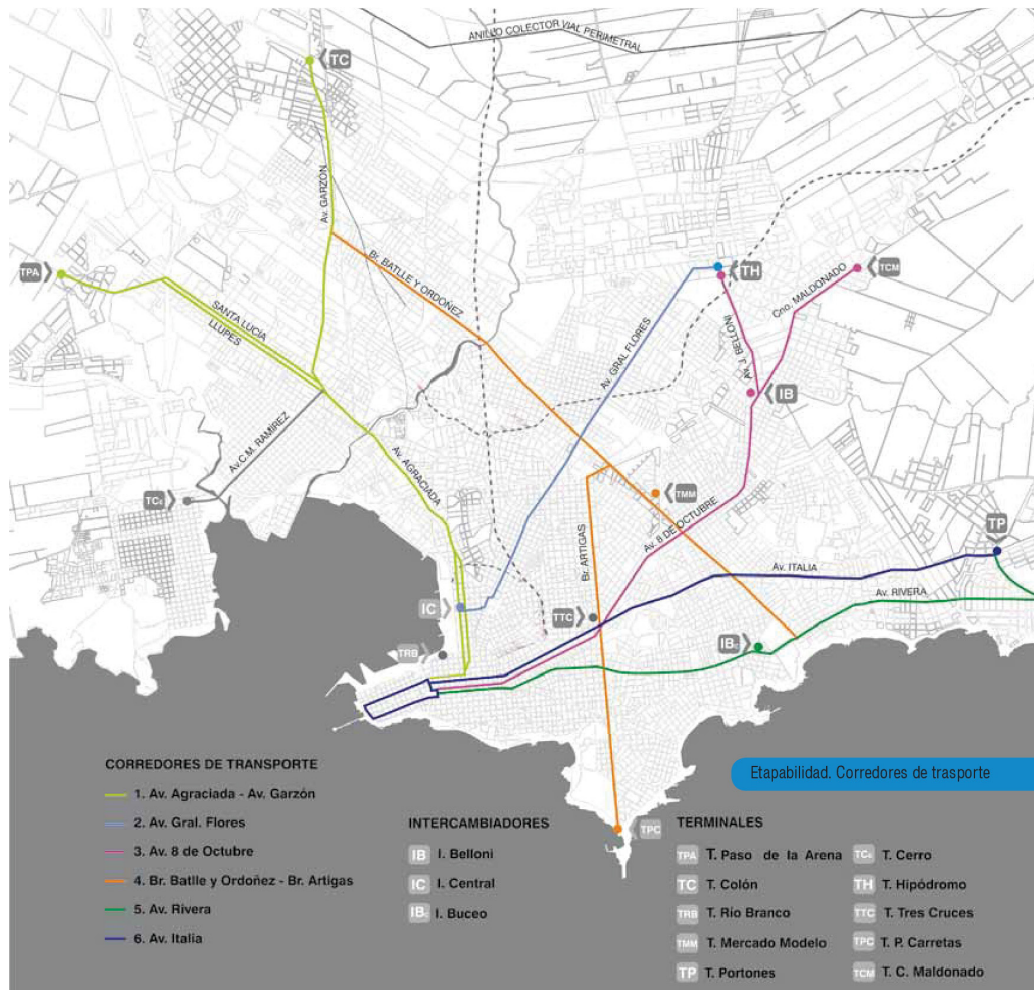 ANILLO COLECTOR VIAL PERIMETRAL
TC
Av. GARZÓN
TPA
Br. BATLLE Y ORDOÑEZ
TH
TCM
SANTA LUCÍA
LLUPES
Cno. MALDONADO
Av. GRAL FLORES
Av. J. BELLONI
IB
Av.C.M. RAMÍREZ
Av. AGRACIADA
TCE
TMM
Av. 8 DE OCTUBRE
TP
Br. ARTIGAS
Av. ITALIA
Av. RIVERA
IC
TTC
TRB
IBC
Etapabilidad. Corredores de trasporte
CORREDORES DE TRANSPORTE
1. Av. Agraciada - Av. Garzón
2. Av. Gral. Flores
3. Av. 8 de Octubre
4. Br. Batlle y Ordoñez - Br. Artigas
5. Av. Rivera
6. Av. Italia
INTERCAMBIADORES
IB I. Belloni
IC I. Central
IBC I. Buceo
TPC
TERMINALES
TPA T. Paso de la Arena
TC T. Colón
TRB T. Río Branco
TMM T. Mercado Modelo
TP T. Portones
TCE T. Cerro
TH T. Hipódromo
TTC T. Tres Cruces
TPC T. P. Carretas
TCM T. C. Maldonado